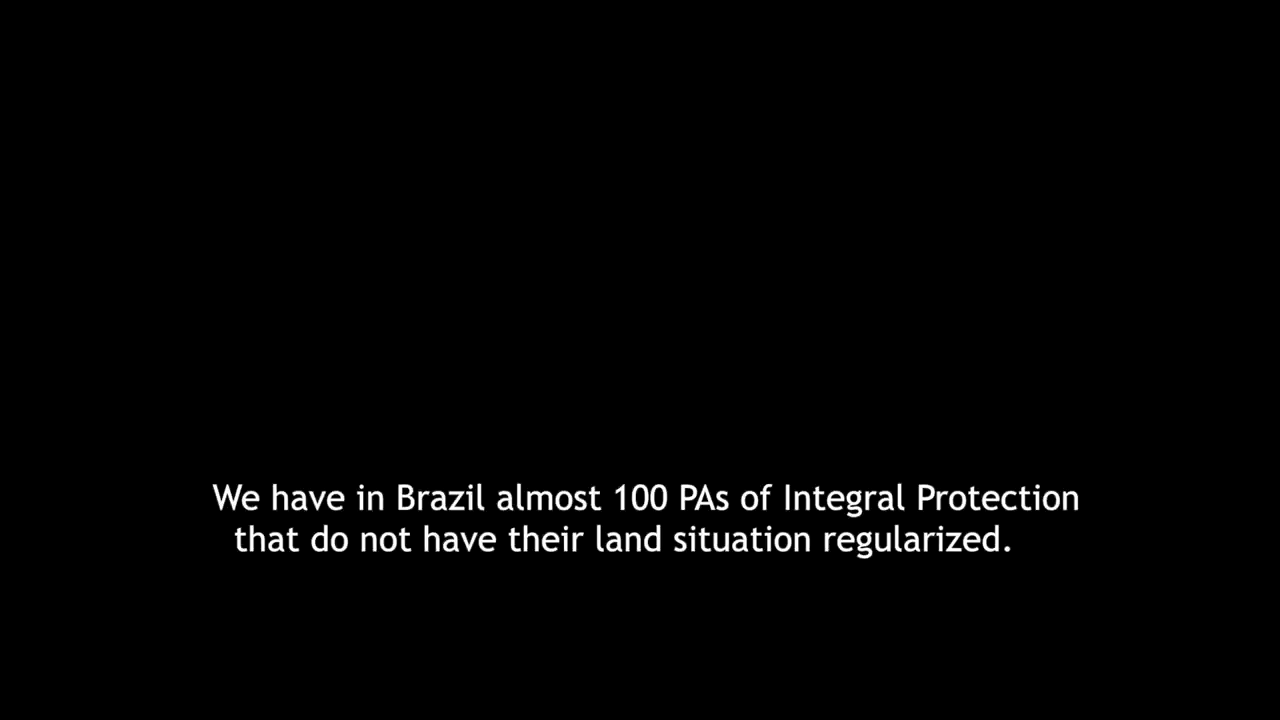 We have in Brazil almost 100 PAs of Integral Protection
that do not have their land situation regularized.